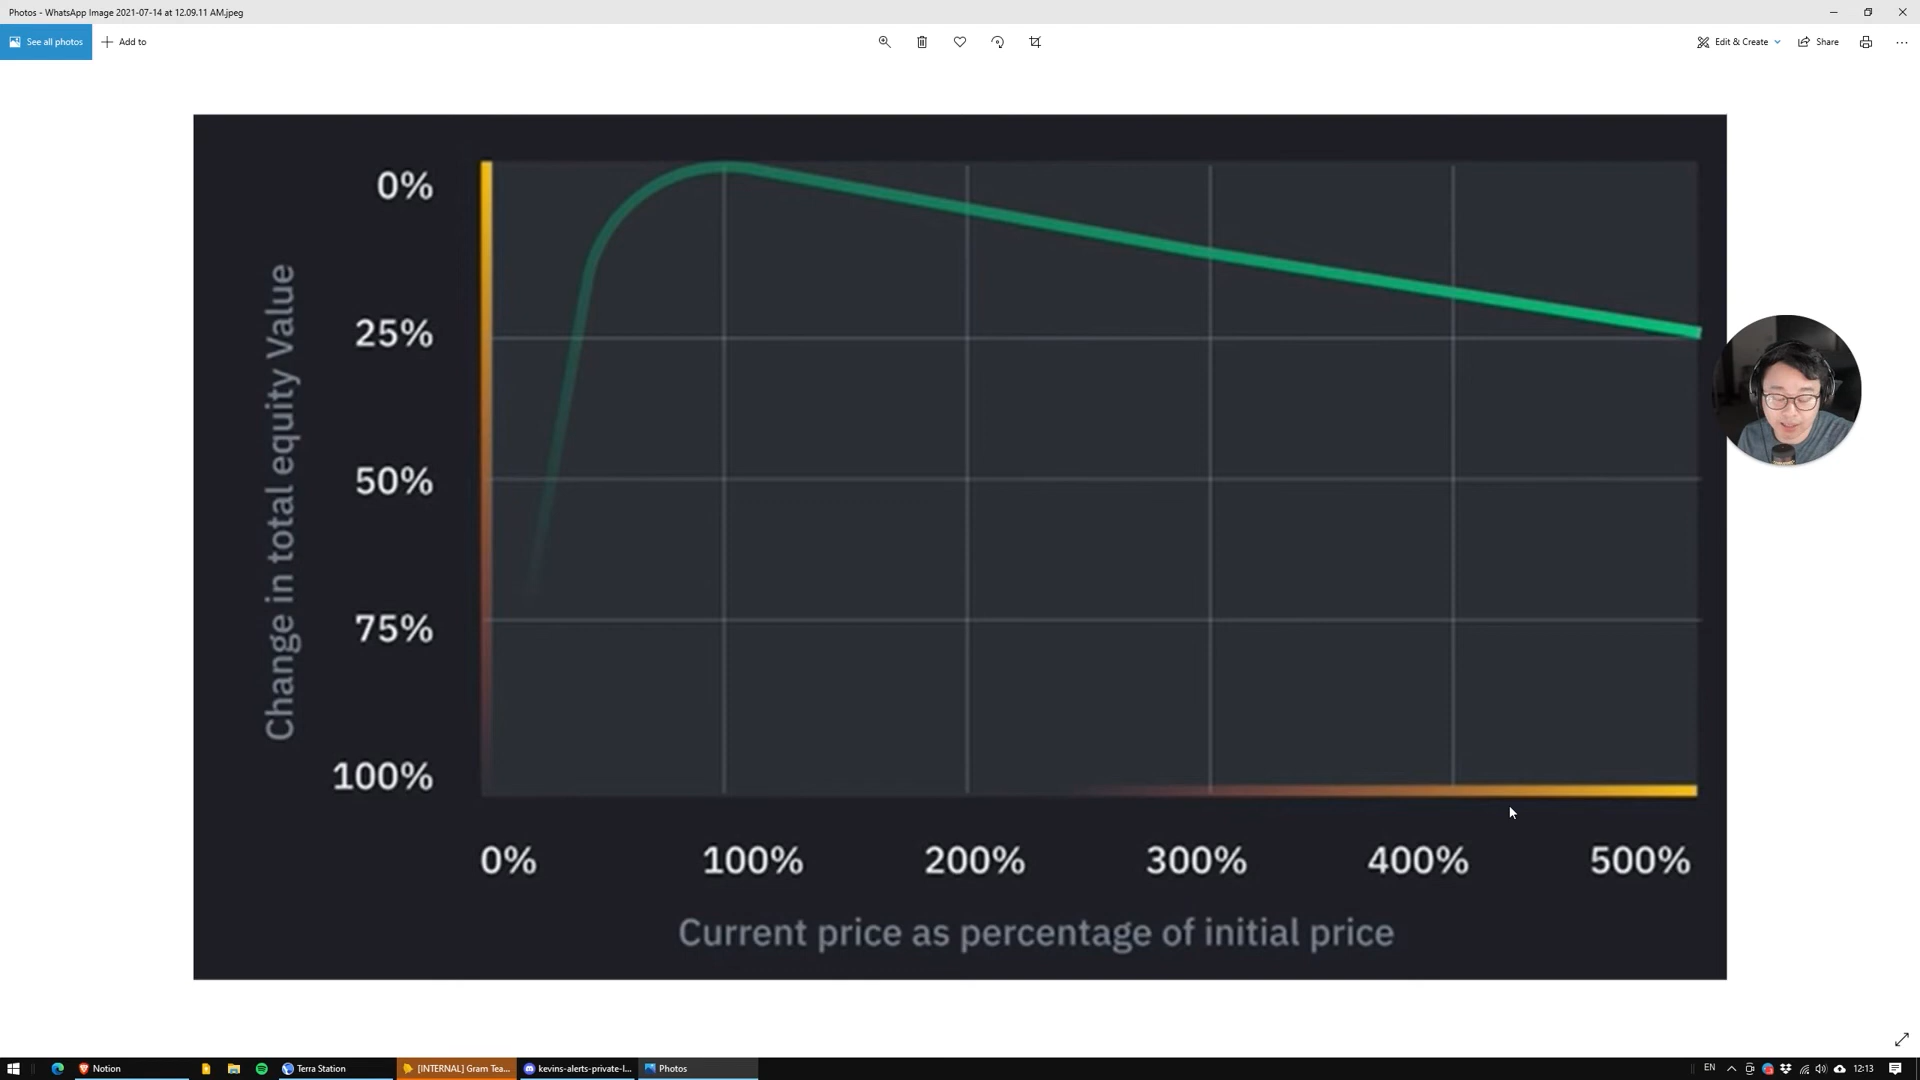 Photos - WhatsApp Image 2021-07-14 at 12.09.11 AM.jpeg
See all photos
Add to
Edit & Create
Share
0%
25%
50%
75%
100%
Change in total equity Value
0% 100% 200% 300% 400% 500%
Current price as percentage of initial price
Notion
Terra Station
[INTERNAL] Gram Tea...
kevins-alerts-private-l...
Photos
EN
12:13